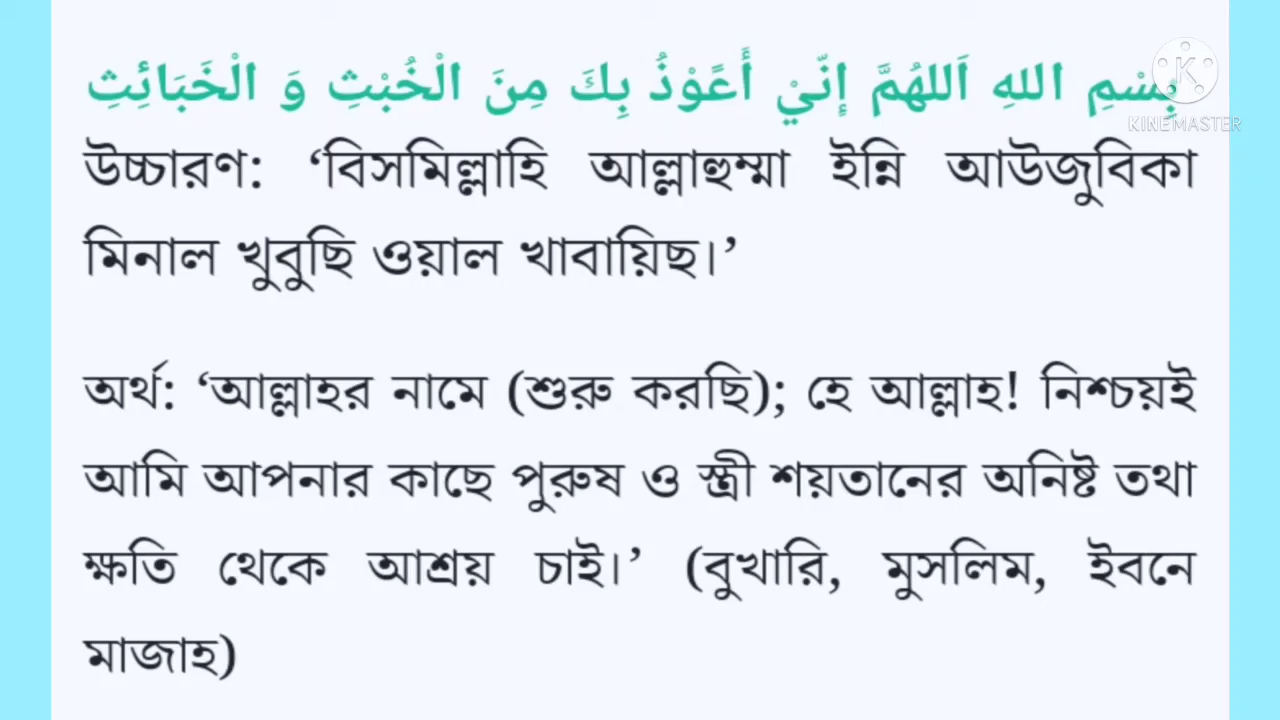 بِسْمِ اللهِ اَللهُمَّ إِنّيْ أَعًوْذُ بِكَ مِنَ الْخُبْثِ وَ الْخَبَائِثِ
KINEMASTER
উচ্চারণ: ‘বিসমিল্লাহি আল্লাহুম্মা ইন্নি আউজুবিকা
মিনাল খুবুছি ওয়াল খাবায়িছ।’
অর্থ: ‘আল্লাহর নামে (শুরু করছি); হে আল্লাহ! নিশ্চয়ই
আমি আপনার কাছে পুরুষ ও স্ত্রী শয়তানের অনিষ্ট তথা
ক্ষতি থেকে আশ্রয় চাই।’ (বুখারি, মুসলিম, ইবনে
মাজাহ)